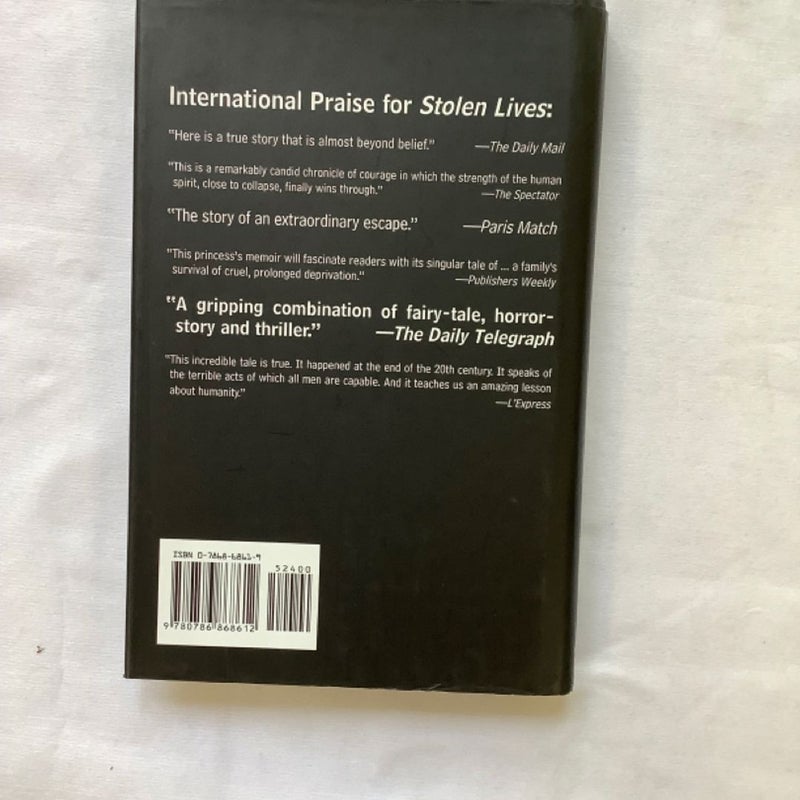 International Praise for Stolen Lives:
“Here is a true story that is almost beyond belief.” —The Daily Mail
“This is a remarkably candid chronicle of courage in which the strength of the human
spirit, close to collapse, finally wins through.” —The Spectator
“The story of an extraordinary escape.” —Paris Match
“This princess's memoir will fascinate readers with its singular tale of ... a family's
survival of cruel, prolonged deprivation.” —Publishers Weekly
“A gripping combination of fairy-tale, horror-
story and thriller.” —The Daily Telegraph
“This incredible tale is true. It happened at the end of the 20th century. It speaks of
the terrible acts of which all men are capable. And it teaches us an amazing lesson
about humanity.”
—L'Express
ISBN 0-7868-6861-9
52400
9 780786 868612